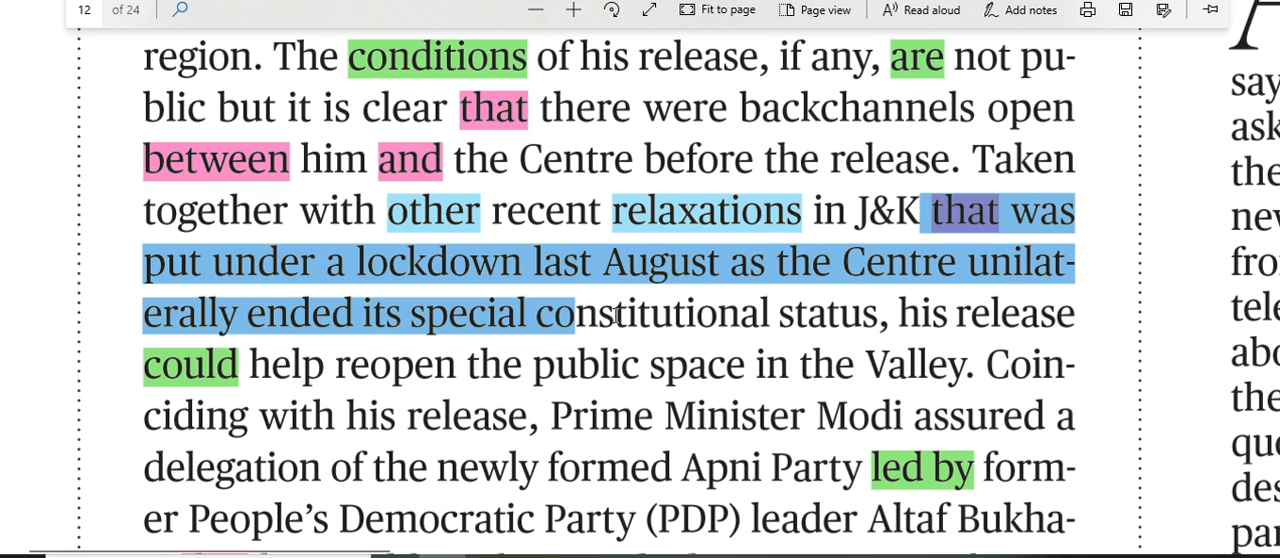 12 of 24 Fit to page Page view Read aloud Add notes
region. The conditions of his release, if any, are not pu-
blic but it is clear that there were backchannels open
between him and the Centre before the release. Taken
together with other recent relaxations in J&K that was
put under a lockdown last August as the Centre unilat-
erally ended its special constitutional status, his release
could help reopen the public space in the Valley. Coin-
ciding with his release, Prime Minister Modi assured a
delegation of the newly formed Apni Party led by form-
er People's Democratic Party (PDP) leader Altaf Bukha-
say
ask
the
fro
tele
abo
the
que
des
par